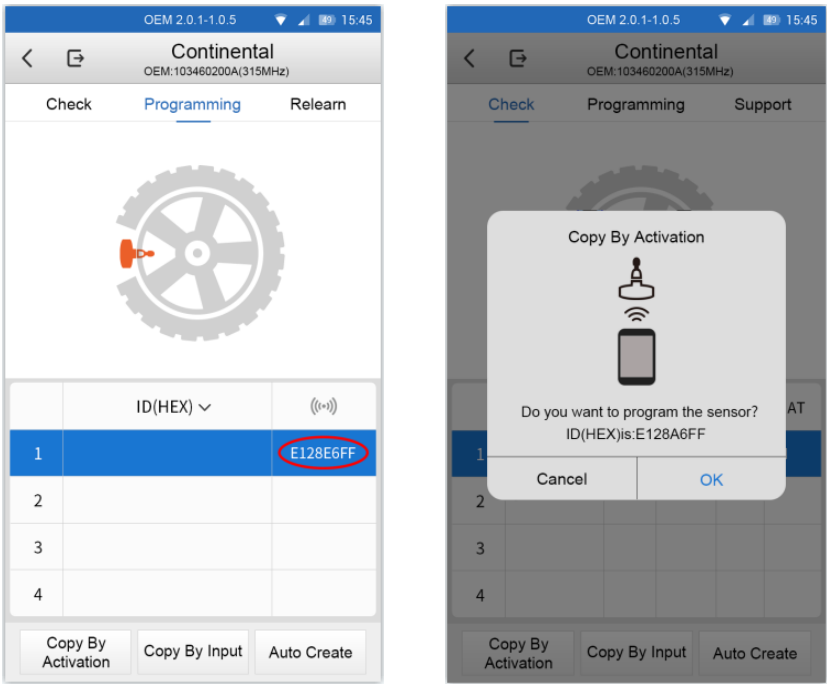 OEM 2.0.1-1.0.5 49 15:45
Continental
OEM:103460200A(315MHz)
Check Programming Relearn
ID(HEX)
1 E128E6FF
2
3
4
Copy By Activation Copy By Input Auto Create
OEM 2.0.1-1.0.5 49 15:45
Continental
OEM:103460200A(315MHz)
Check Programming Support
Copy By Activation
Do you want to program the sensor?
ID(HEX)is:E128A6FF
Cancel OK
AT
1
2
3
4
Copy By Activation Copy By Input Auto Create